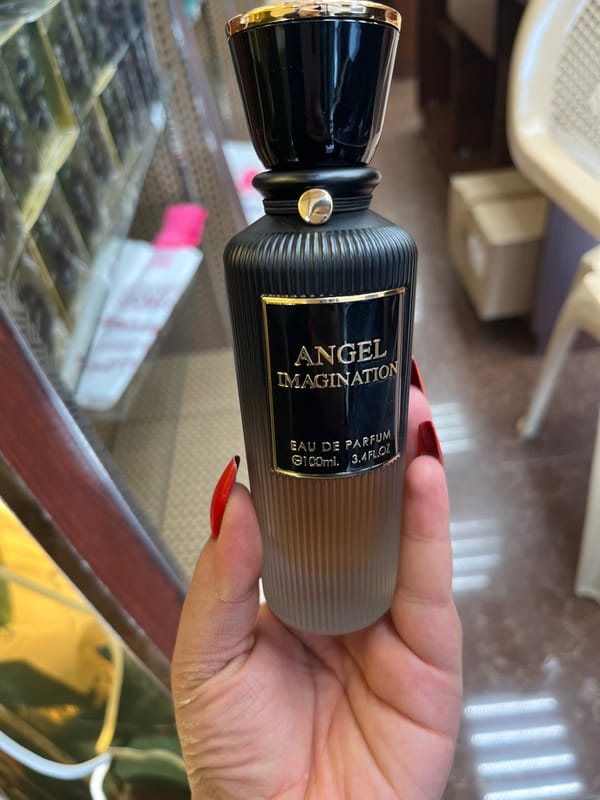 ANGEL
IMAGINATION
EAU DE PARFUM
℮100ml. 3.4FL.OZ